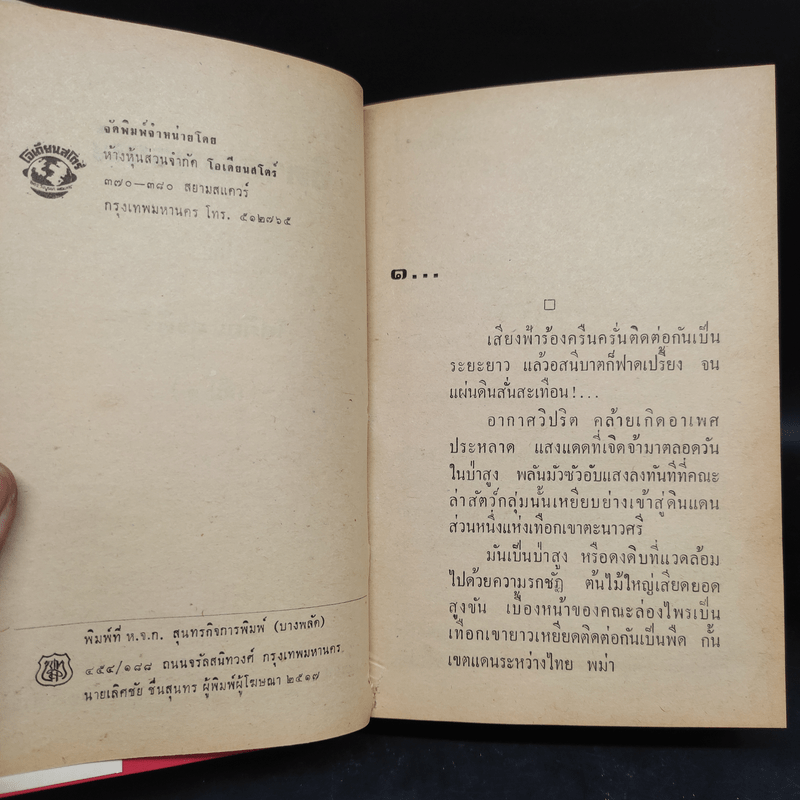 โอเดียนสโตร์
จัดพิมพ์จำหน่ายโดย
ห้างหุ้นส่วนจำกัด โอเดียนสโตร์
๓๗๐—๓๘๐ สยามสแควร์
กรุงเทพมหานคร โทร. ๕๑๒๗๖๕
พิมพ์ที่ ห.จ.ก. สุนทรกิจการพิมพ์ (บางพลัด)
๔๕๔/๑๘๘ ถนนจรัลสนิทวงศ์ กรุงเทพมหานคร
นายเลิศชัย ชื่นสุนทร ผู้พิมพ์ผู้โฆษณา ๒๕๑๗
๑...
เสียงฟ้าร้องครืนครั่นติดต่อกันเป็น
ระยะยาว แล้วอสนีบาตก็ฟาดเปรี้ยง จน
แผ่นดินสั่นสะเทือน!...
อากาศวิปริต คล้ายเกิดอาเพศ
ประหลาด แสงแดดที่เจิดจ้ามาตลอดวัน
ในป่าสูง พลันมัวซัวอับแสงลงทันทีที่คณะ
ล่าสัตว์กลุ่มนั้นเหยียบย่างเข้าสู่ดินแดน
ส่วนหนึ่งแห่งเทือกเขาตะนาวศรี
มันเป็นป่าสูง หรือดงดิบที่แวดล้อม
ไปด้วยความรกชัฏ ต้นไม้ใหญ่เสียดยอด
สูงชัน เบื้องหน้าของคณะล่องไพรเป็น
เทือกเขายาวเหยียดติดต่อกันเป็นพืด กั้น
เขตแดนระหว่างไทย พม่า